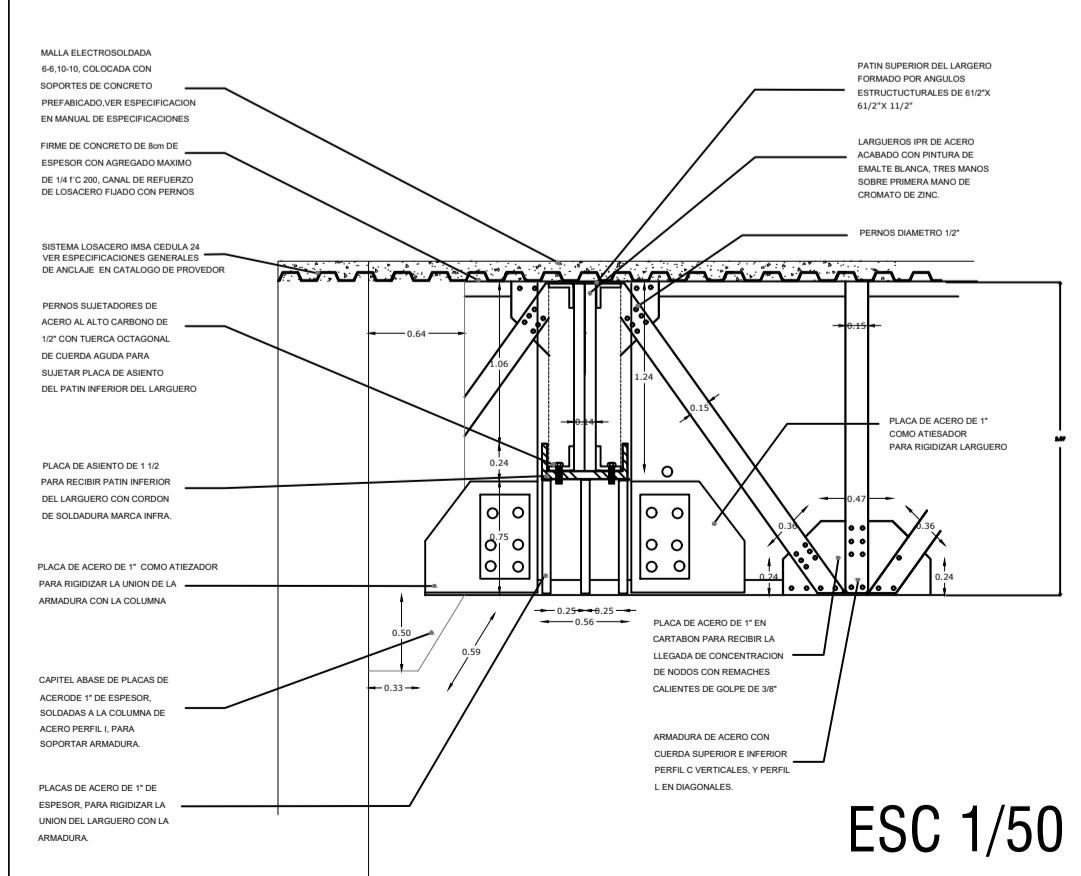 MALLA ELECTROSOLDADA
6-6,10-10, COLOCADA CON
SOPORTES DE CONCRETO
PREFABICADO,VER ESPECIFICACION
EN MANUAL DE ESPECIFICACIONES
FIRME DE CONCRETO DE 8cm DE
ESPESOR CON AGREGADO MAXIMO
DE 1/4 f´C 200, CANAL DE REFUERZO
DE LOSACERO FIJADO CON PERNOS
SISTEMA LOSACERO IMSA CEDULA 24
VER ESPECIFICACIONES GENERALES
DE ANCLAJE EN CATALOGO DE PROVEDOR
PERNOS SUJETADORES DE
ACERO AL ALTO CARBONO DE
1/2" CON TUERCA OCTAGONAL
DE CUERDA AGUDA PARA
SUJETAR PLACA DE ASIENTO
DEL PATIN INFERIOR DEL LARGUERO
PLACA DE ASIENTO DE 1 1/2
PARA RECIBIR PATIN INFERIOR
DEL LARGUERO CON CORDON
DE SOLDADURA MARCA INFRA.
PLACA DE ACERO DE 1" COMO ATIEZADOR
PARA RIGIDIZAR LA UNION DE LA
ARMADURA CON LA COLUMNA
CAPITEL ABASE DE PLACAS DE
ACERODE 1" DE ESPESOR,
SOLDADAS A LA COLUMNA DE
ACERO PERFIL I, PARA
SOPORTAR ARMADURA.
PLACAS DE ACERO DE 1" DE
ESPESOR, PARA RIGIDIZAR LA
UNION DEL LARGUERO CON LA
ARMADURA.
PATIN SUPERIOR DEL LARGERO
FORMADO POR ANGULOS
ESTRUCTUCTURALES DE 61/2"X
61/2"X 11/2"
LARGUEROS IPR DE ACERO
ACABADO CON PINTURA DE
EMALTE BLANCA, TRES MANOS
SOBRE PRIMERA MANO DE
CROMATO DE ZINC.
PERNOS DIAMETRO 1/2"
PLACA DE ACERO DE 1"
COMO ATIESADOR
PARA RIGIDIZAR LARGUERO
PLACA DE ACERO DE 1" EN
CARTABON PARA RECIBIR LA
LLEGADA DE CONCENTRACION
DE NODOS CON REMACHES
CALIENTES DE GOLPE DE 3/8"
ARMADURA DE ACERO CON
CUERDA SUPERIOR E INFERIOR
PERFIL C VERTICALES, Y PERFIL
L EN DIAGONALES.
0.64
1.06
1.24
0.15
0.15
0.14
0.24
0.75
0.47
0.36
0.36
0.24
0.24
0.25
0.25
0.56
0.50
0.59
0.33
ESC 1/50